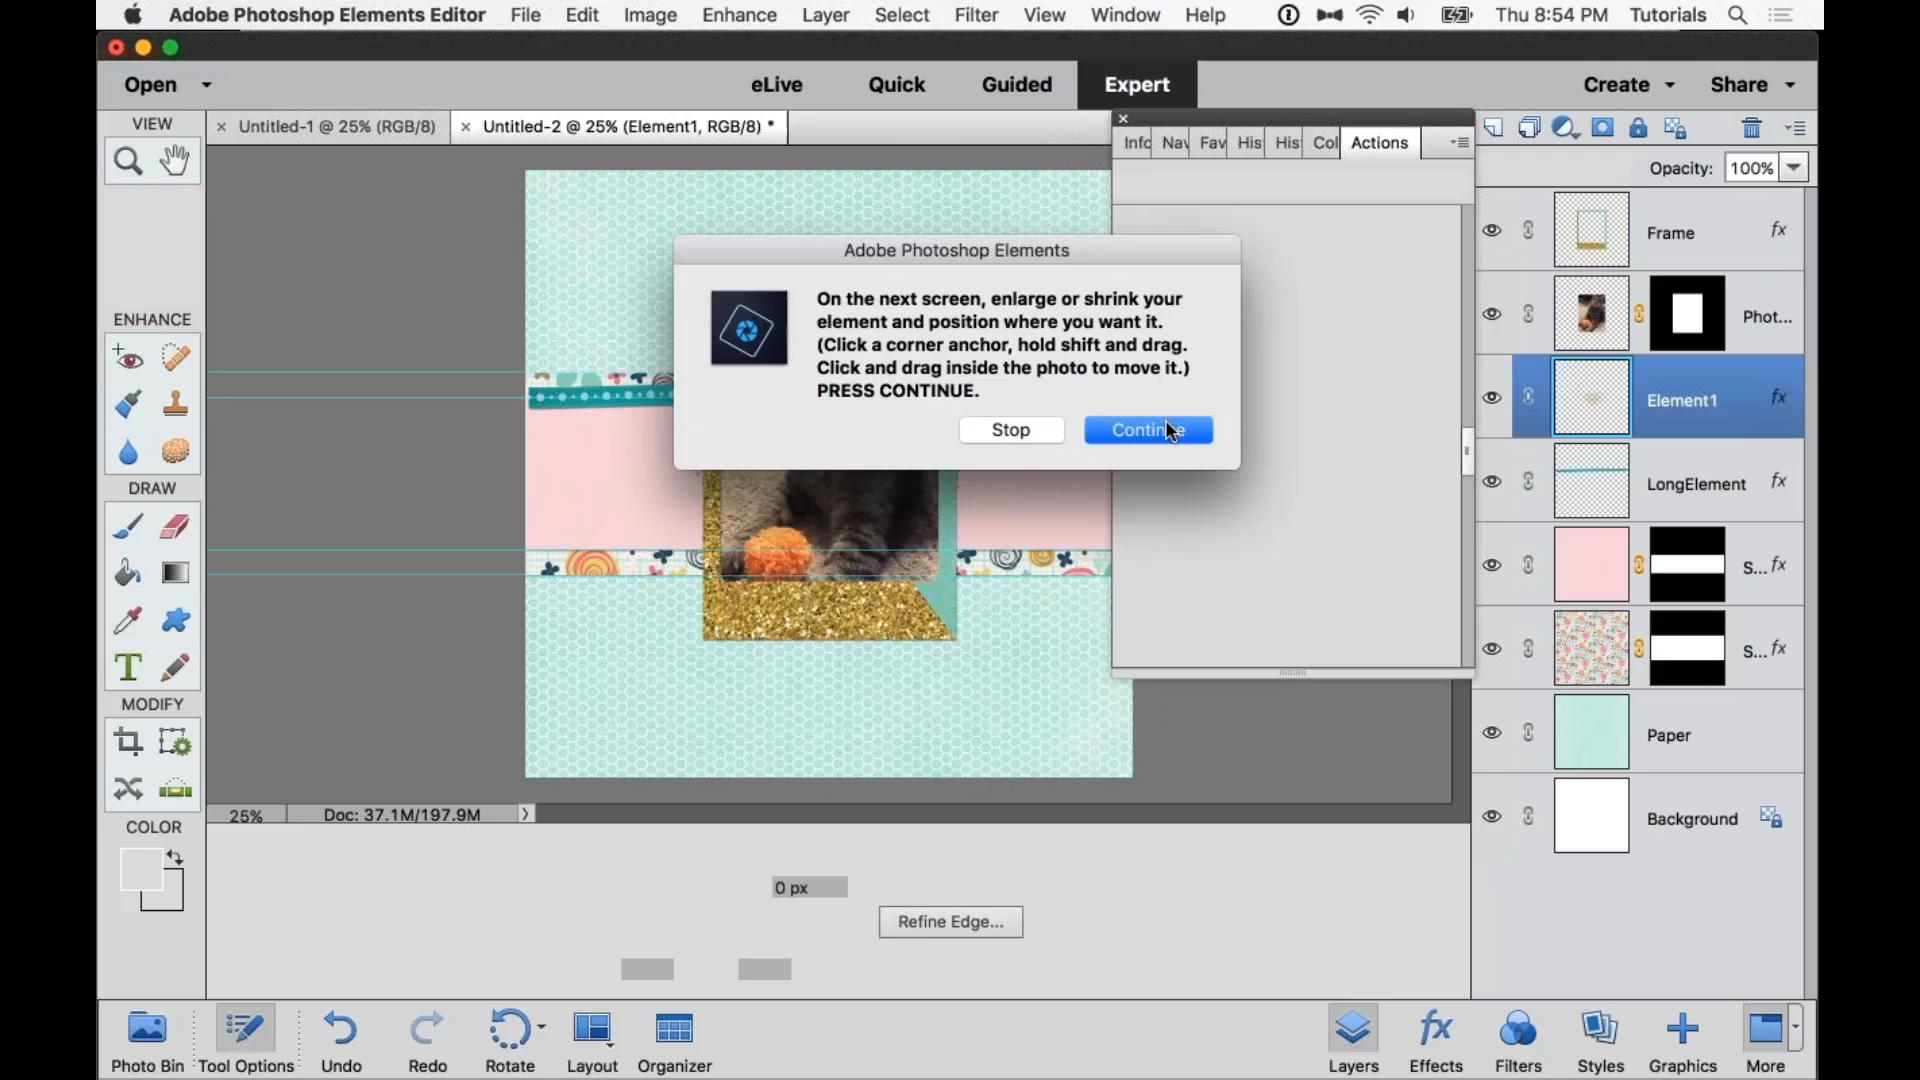 Adobe Photoshop Elements Editor File Edit Image Enhance Layer Select Filter View Window Help Thu 8:54 PM Tutorials
Open eLive Quick Guided Expert Create Share
VIEW
Untitled-1 @ 25% (RGB/8)
Untitled-2 @ 25% (Element1, RGB/8) *
Info Nav Fav His His Col Actions
Opacity: 100%
Adobe Photoshop Elements
On the next screen, enlarge or shrink your
element and position where you want it.
(Click a corner anchor, hold shift and drag.
Click and drag inside the photo to move it.)
PRESS CONTINUE.
Stop
Continue
Frame fx
Phot...
Element1 fx
LongElement fx
S... fx
S... fx
Paper
Background
ENHANCE
DRAW
T
MODIFY
COLOR
25% Doc: 37.1M/197.9M
0 px
Refine Edge...
Photo Bin Tool Options Undo Redo Rotate Layout Organizer
Layers Effects Filters Styles Graphics More
fx